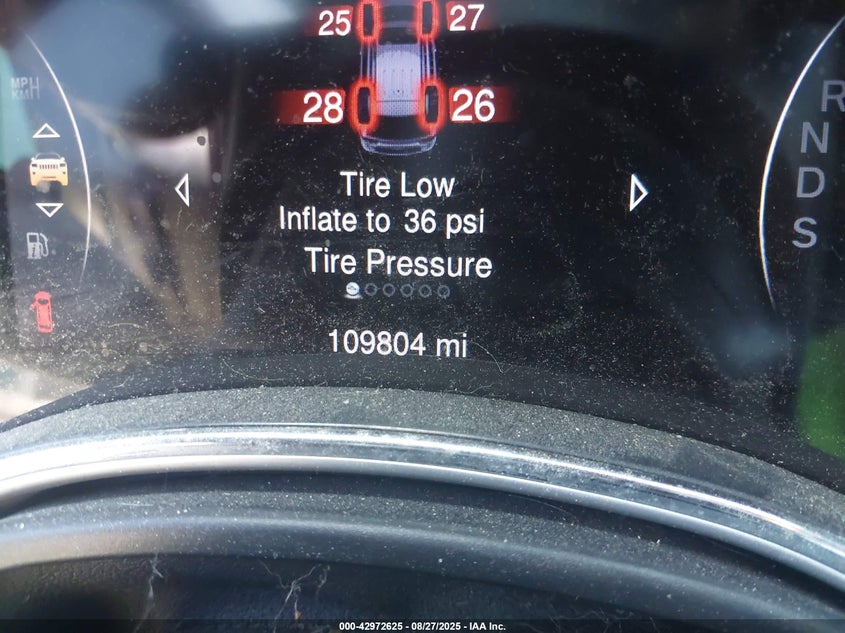 25 27
28 26
MPH
KM/H
R
N
D
S
Tire Low
Inflate to 36 psi
Tire Pressure
109804 mi
000-42972625 - 08/27/2025 - IAA Inc.